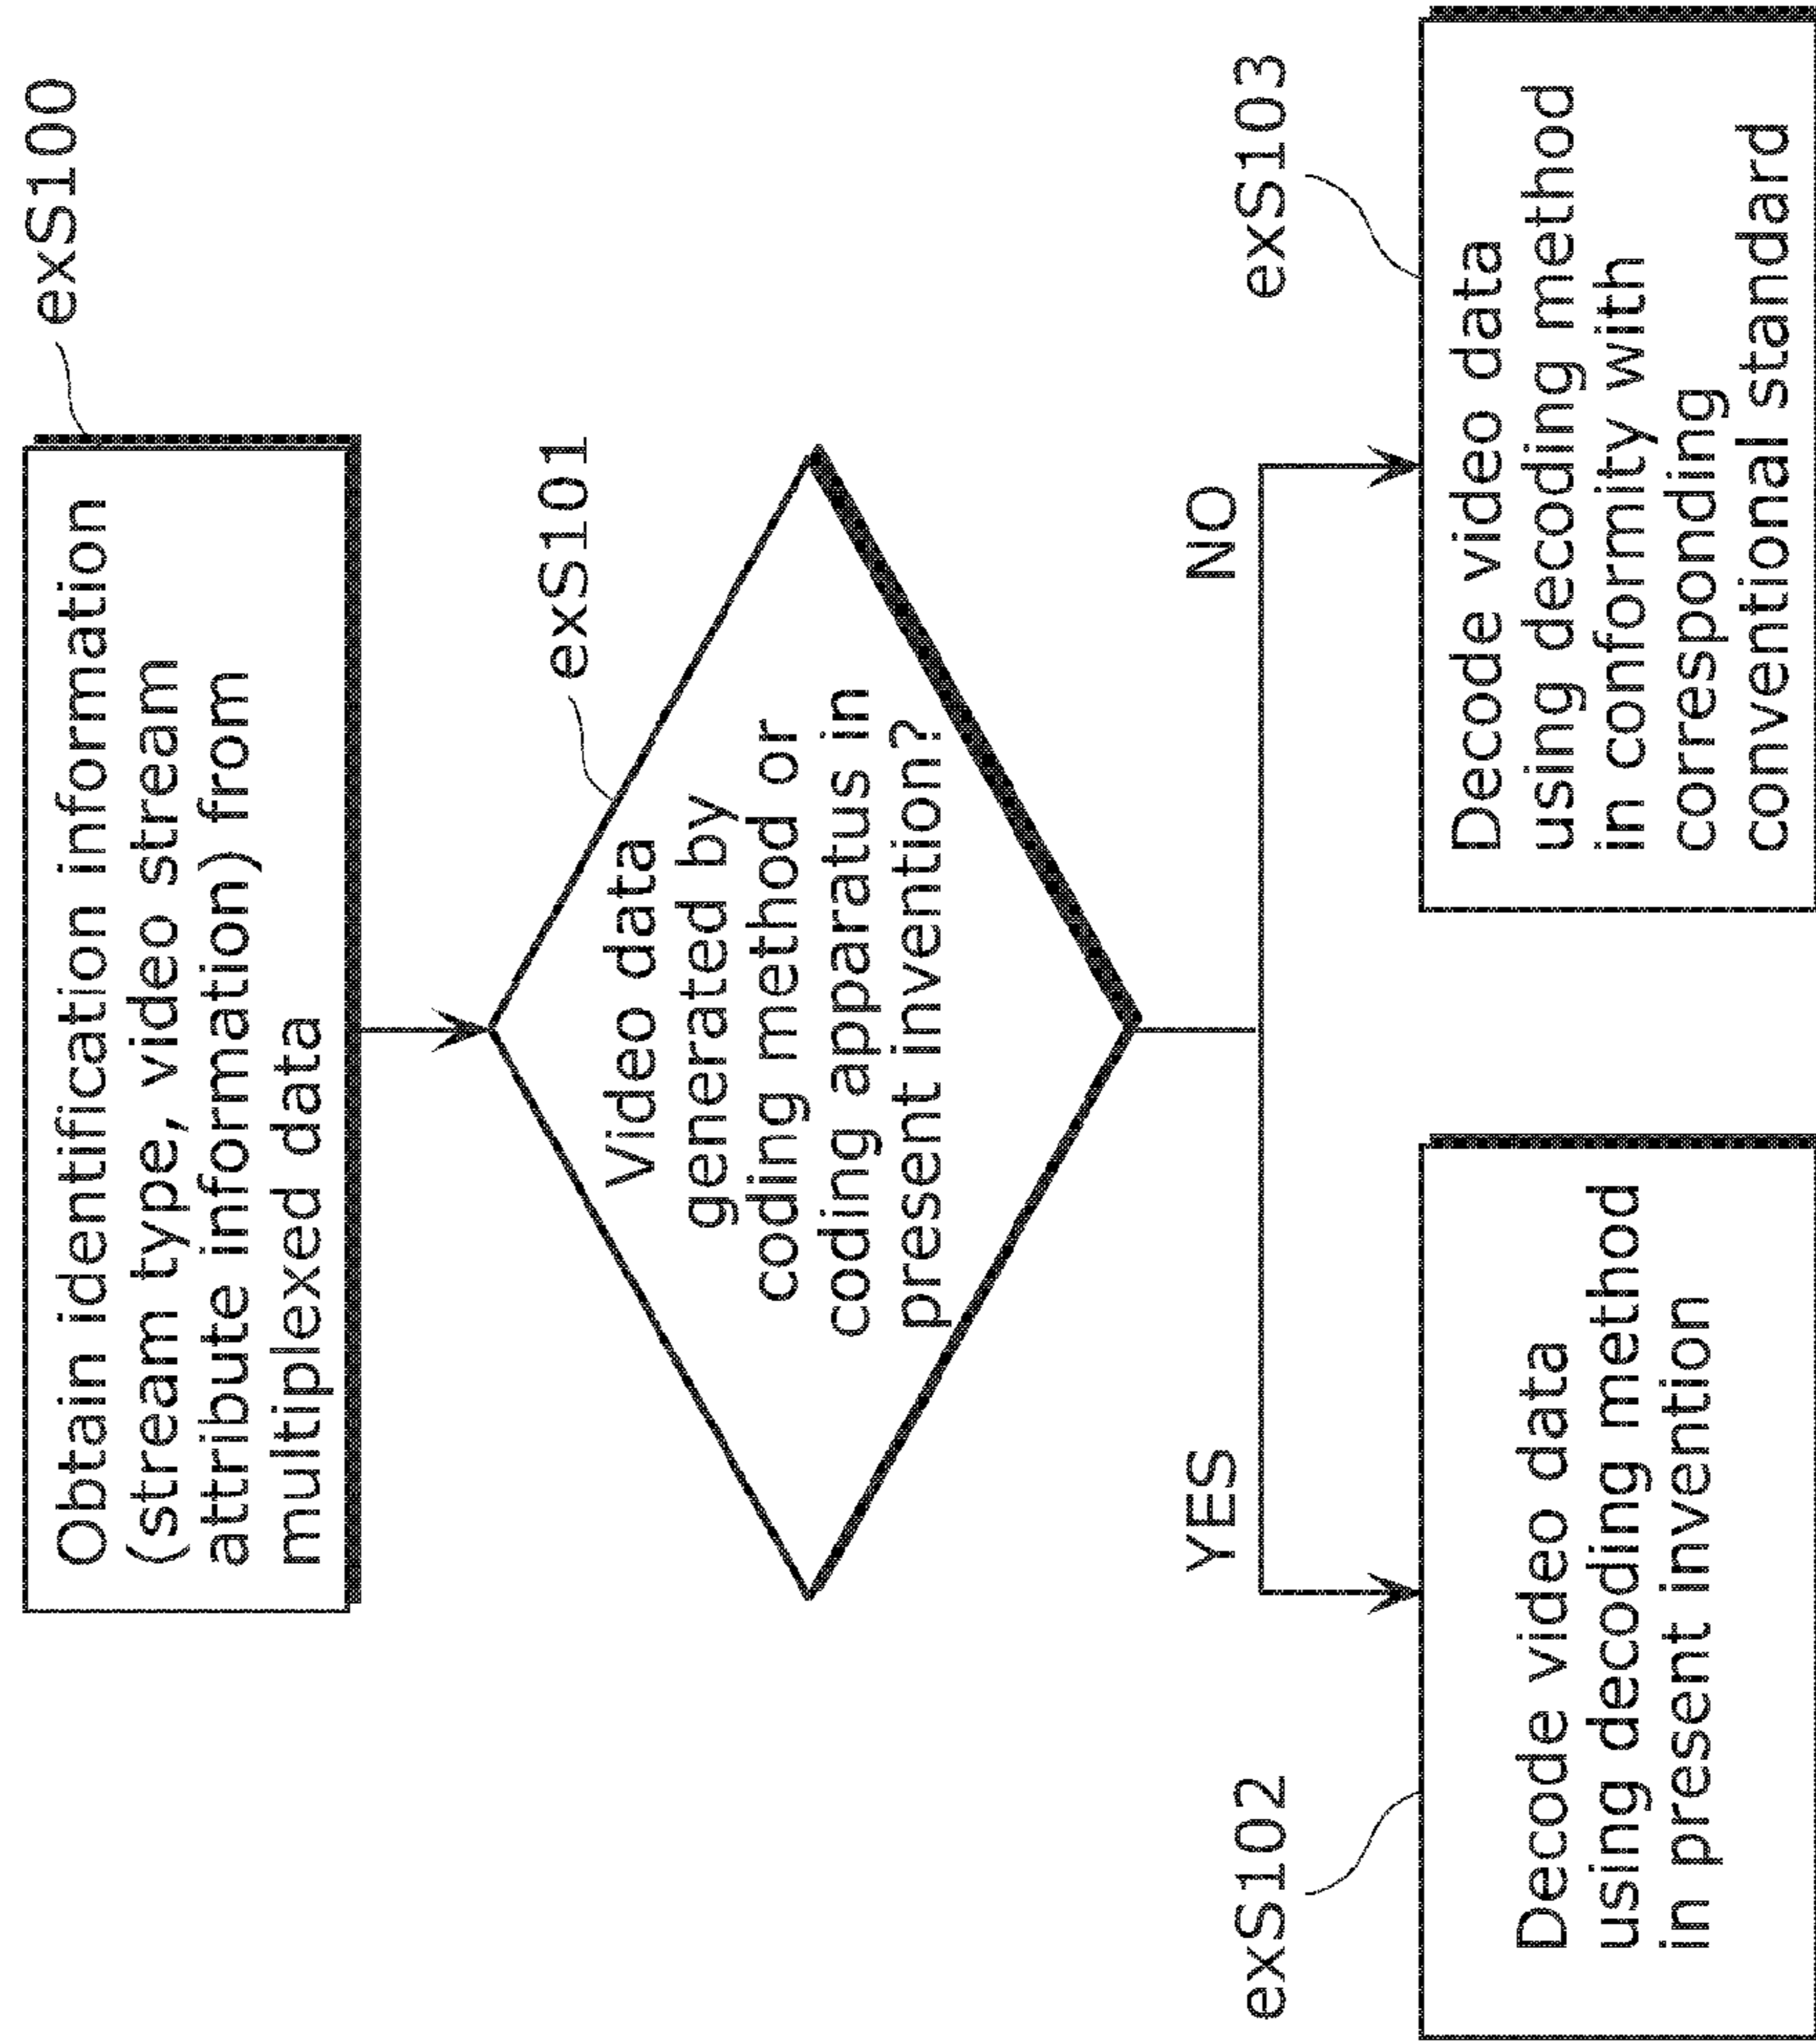 exS100
Obtain identification information
(stream type, video stream
attribute information) from
multiplexed data
exS101
Video data
generated by
coding method or
coding apparatus in
present invention?
YES
NO
exS102
Decode video data
using decoding method
in present invention
exS103
Decode video data
using decoding method
in conformity with
corresponding
conventional standard